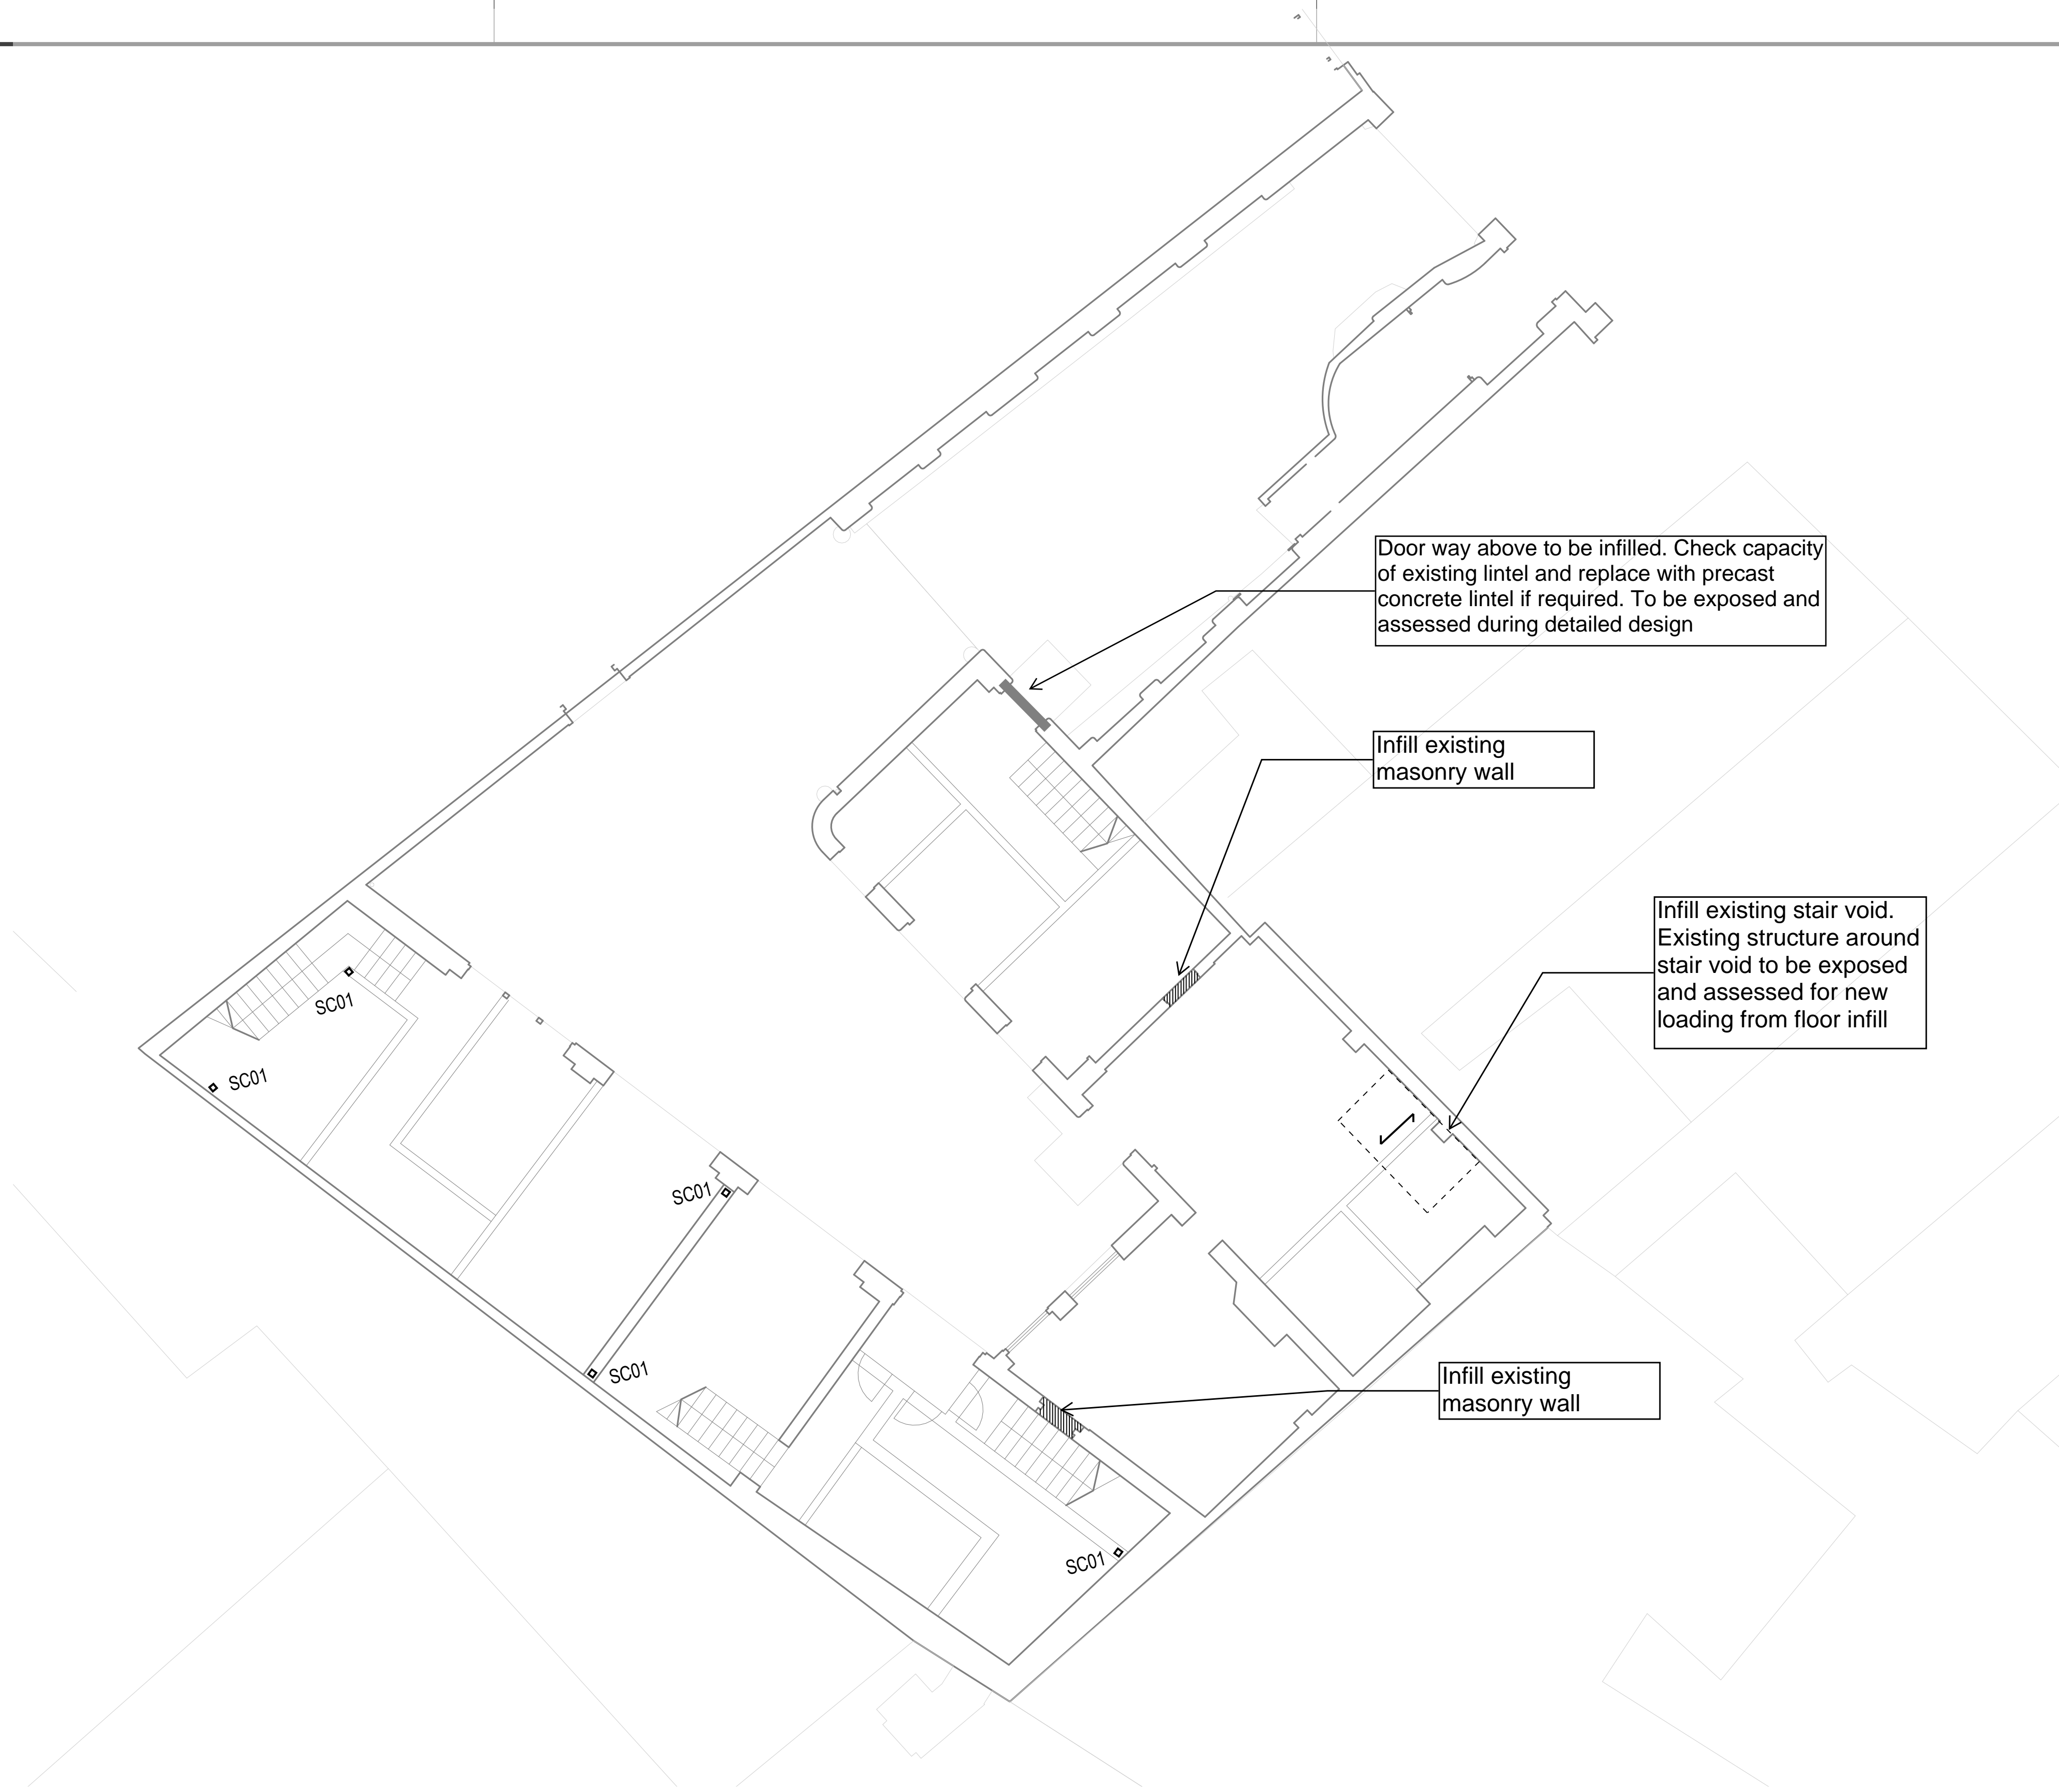 Door way above to be infilled. Check capacity
of existing lintel and replace with precast
concrete lintel if required. To be exposed and
assessed during detailed design
Infill existing
masonry wall
Infill existing stair void.
Existing structure around
stair void to be exposed
and assessed for new
loading from floor infill
SC01
SC01
SC01
SC01
Infill existing
masonry wall
SC01